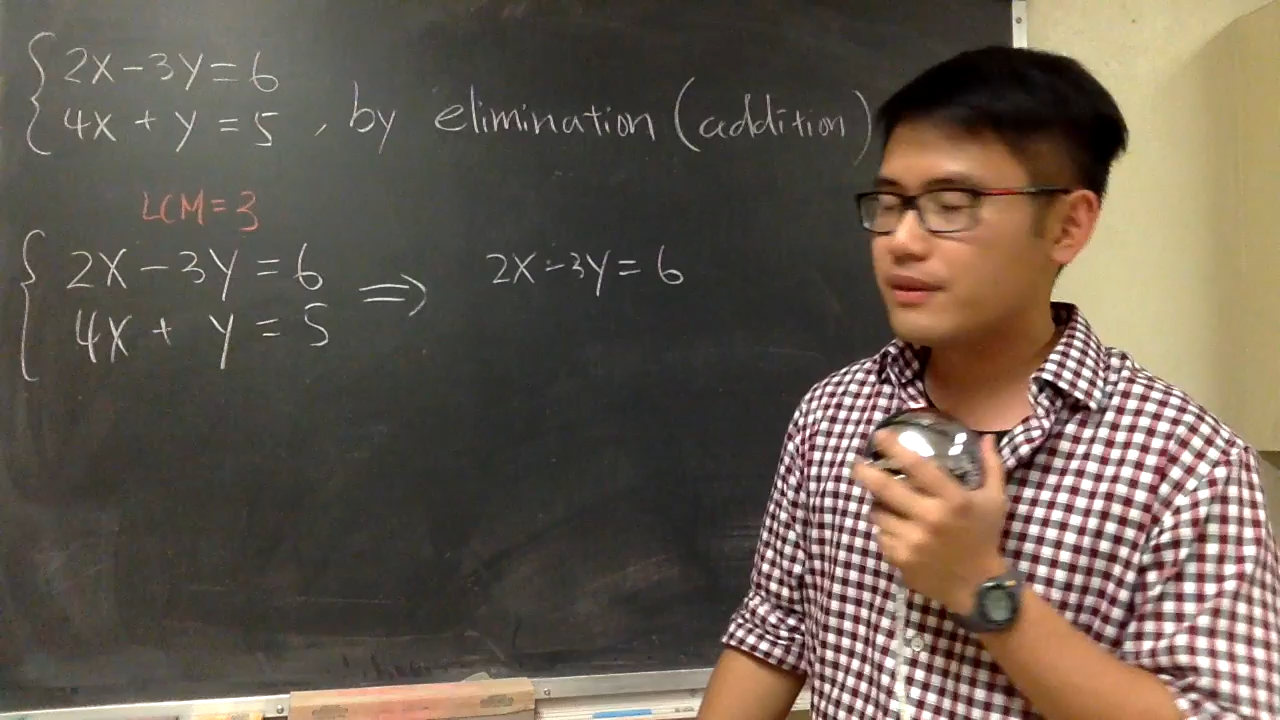 2X-3Y=6
4X+Y=5, by elimination (addition)
LCM=3
2X-3Y=6
4X+Y=5 ⇒ 2X-3Y=6